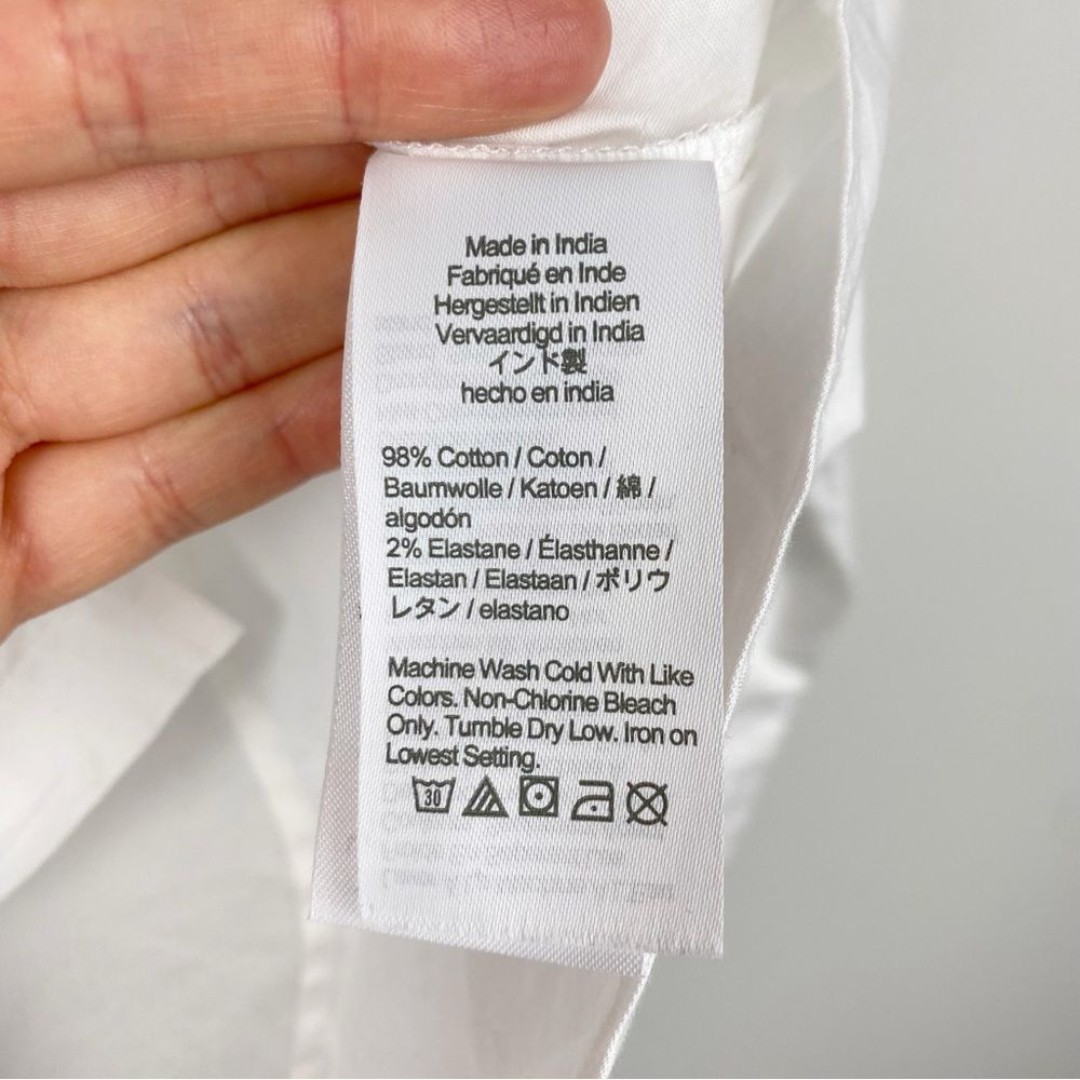 Made in India
Fabriqué en Inde
Hergestellt in Indien
Vervaardigd in India
インド製
hecho en india
98% Cotton / Coton /
Baumwolle / Katoen / 綿 /
algodón
2% Elastane / Élasthanne /
Elastan / Elastaan / ポリウ
レタン / elastano
Machine Wash Cold With Like
Colors. Non-Chlorine Bleach
Only. Tumble Dry Low. Iron on
Lowest Setting.
30